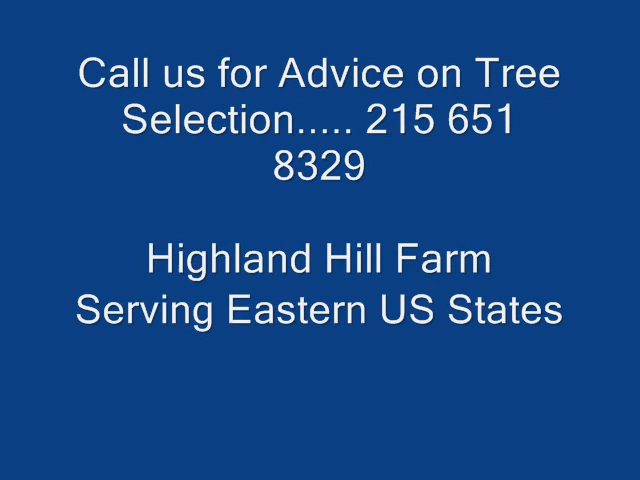 Call us for Advice on Tree
Selection..... 215 651
8329
Highland Hill Farm
Serving Eastern US States